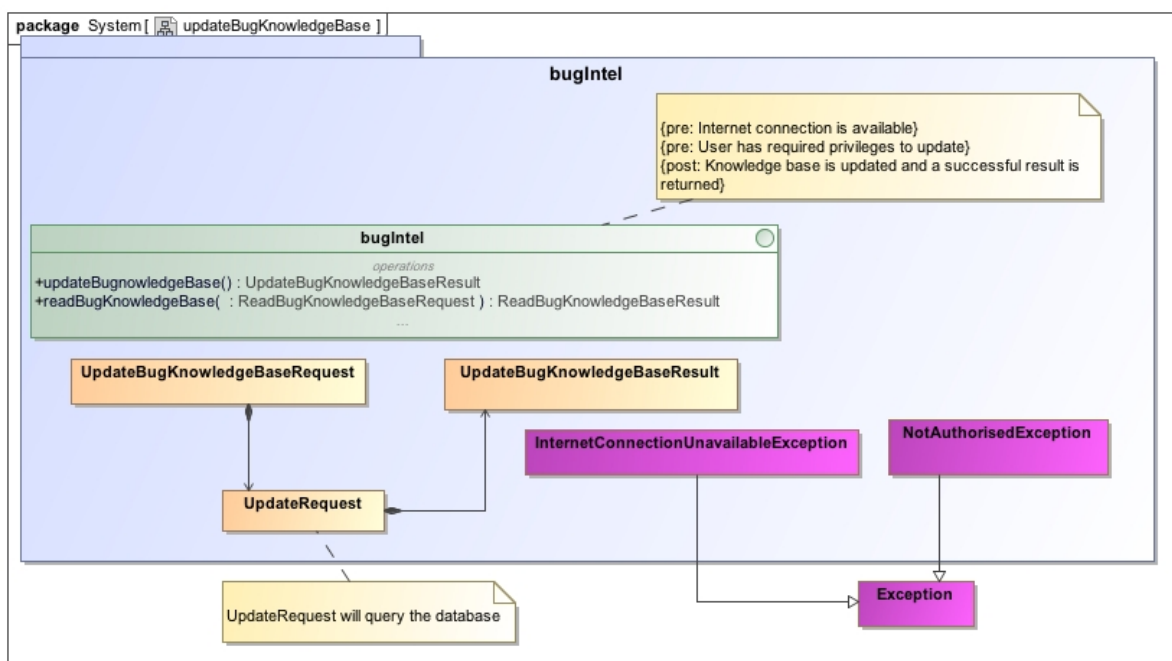 package System [ updateBugKnowledgeBase ]
bugIntel
{pre: Internet connection is available}
{pre: User has required privileges to update}
{post: Knowledge base is updated and a successful result is
returned}
bugIntel
operations
+updateBugnowledgeBase() : UpdateBugKnowledgeBaseResult
+readBugKnowledgeBase( : ReadBugKnowledgeBaseRequest ) : ReadBugKnowledgeBaseResult
...
UpdateBugKnowledgeBaseRequest
UpdateBugKnowledgeBaseResult
InternetConnectionUnavailableException
NotAuthorisedException
UpdateRequest
Exception
UpdateRequest will query the database